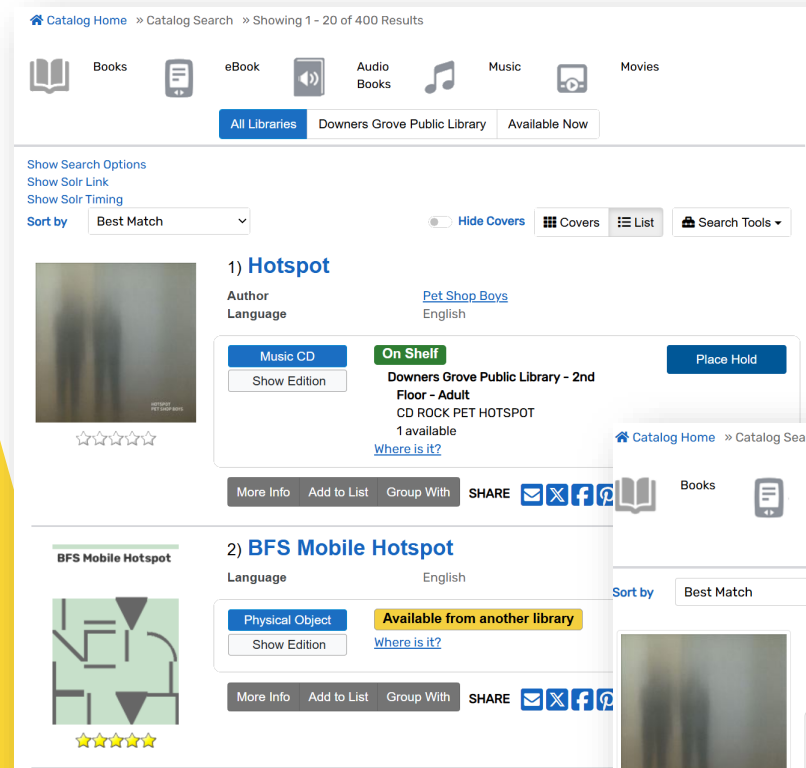 Catalog Home » Catalog Search » Showing 1 - 20 of 400 Results
Books
eBook
Audio Books
Music
Movies
All Libraries
Downers Grove Public Library
Available Now
Show Search Options
Show Solr Link
Show Solr Timing
Sort by Best Match
Hide Covers
Covers
List
Search Tools
1) Hotspot
Author Pet Shop Boys
Language English
HOTSPOT
PET SHOP BOYS
Music CD
Show Edition
On Shelf
Downers Grove Public Library - 2nd
Floor - Adult
CD ROCK PET HOTSPOT
1 available
Where is it?
Place Hold
More Info Add to List Group With SHARE
2) BFS Mobile Hotspot
BFS Mobile Hotspot
Language English
Physical Object
Show Edition
Available from another library
Where is it?
More Info Add to List Group With SHARE
Catalog Home » Catalog Sea
Books
Sort by Best Match